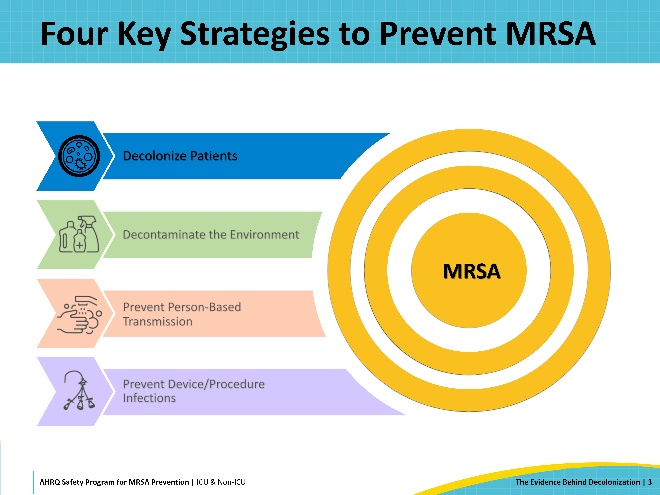 Four Key Strategies to Prevent MRSA
Decolonize Patients
Decontaminate the Environment
Prevent Person-Based
Transmission
Prevent Device/Procedure
Infections
MRSA
AHRQ Safety Program for MRSA Prevention | ICU & Non-ICU
The Evidence Behind Decolonization | 3